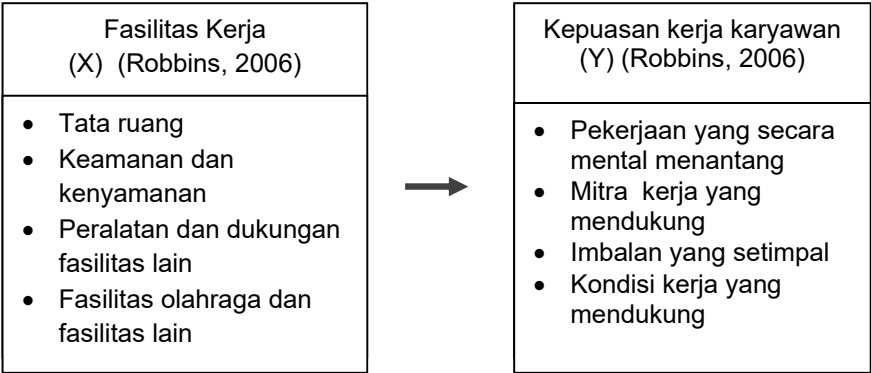 Fasilitas Kerja
(X) (Robbins, 2006)
• Tata ruang
• Keamanan dan
kenyamanan
• Peralatan dan dukungan
fasilitas lain
• Fasilitas olahraga dan
fasilitas lain
Kepuasan kerja karyawan
(Y) (Robbins, 2006)
• Pekerjaan yang secara
mental menantang
• Mitra kerja yang
mendukung
• Imbalan yang setimpal
• Kondisi kerja yang
mendukung